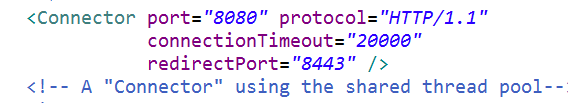 <Connector port="8080" protocol="HTTP/1.1"
connectionTimeout="20000"
redirectPort="8443" />
<!-- A "Connector" using the shared thread pool--